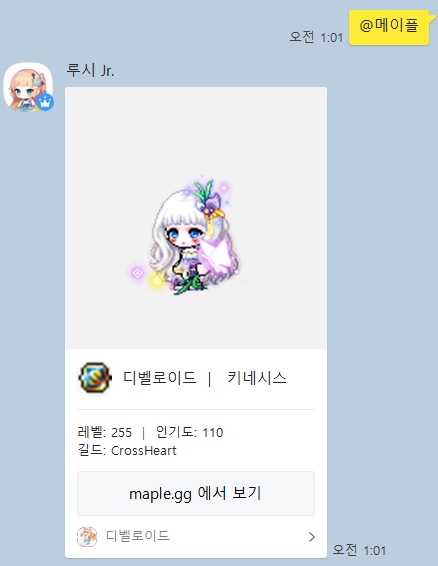 @메이플
오전 1:01
루시 Jr.
디벨로이드 | 키네시스
레벨: 255 | 인기도: 110
길드: CrossHeart
maple.gg 에서 보기
디벨로이드
오전 1:01